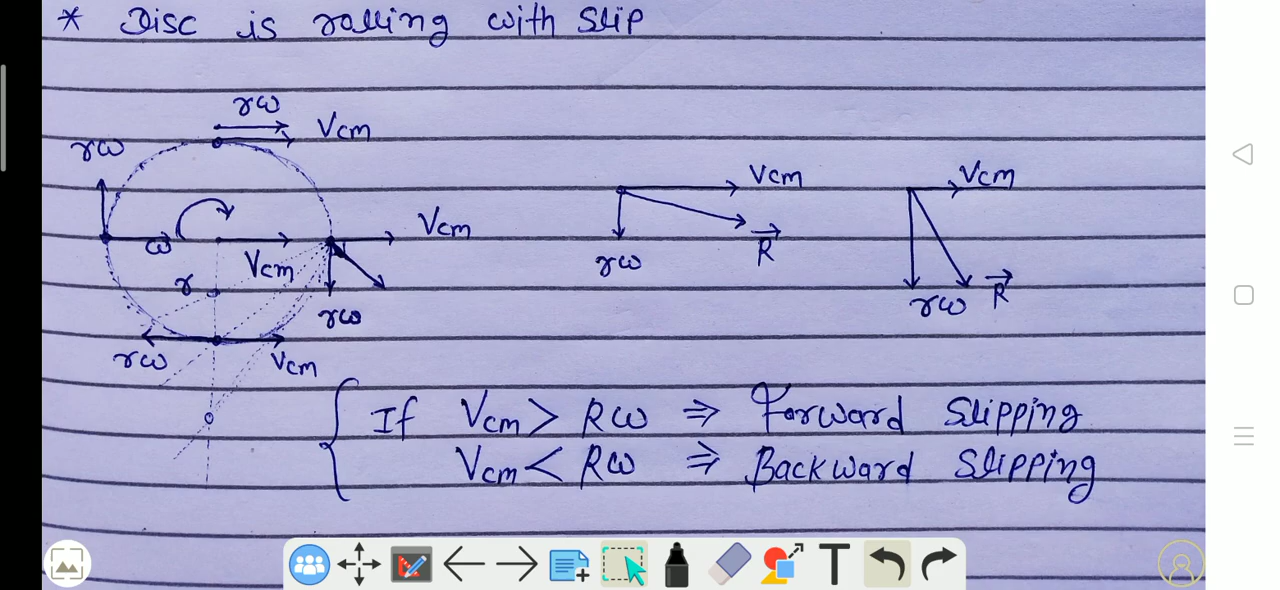 * Disc is rolling with slip
rω
Vcm
rω
Vcm
Vcm
Vcm
ω
Vcm
rω
R
rω
R
r
rω
rω
Vcm
If Vcm > Rω ⇒ Forward Slipping
Vcm < Rω ⇒ Backward Slipping
T